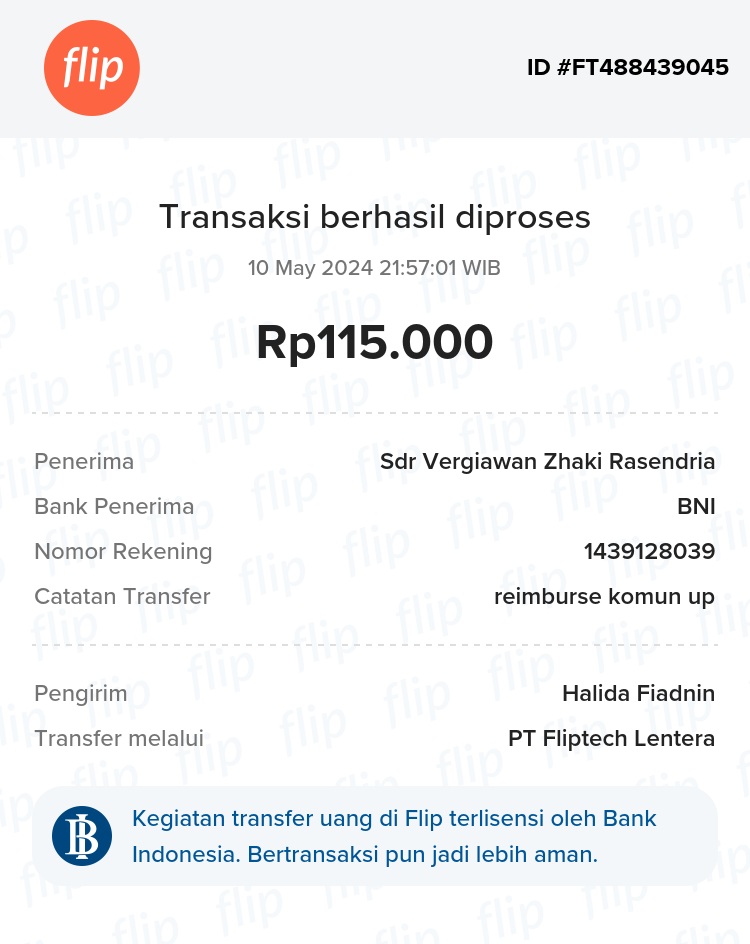 flip
ID #FT488439045
Transaksi berhasil diproses
10 May 2024 21:57:01 WIB
Rp115.000
Penerima Sdr Vergiawan Zhaki Rasendria
Bank Penerima BNI
Nomor Rekening 1439128039
Catatan Transfer reimburse komun up
Pengirim Halida Fiadnin
Transfer melalui PT Fliptech Lentera
Kegiatan transfer uang di Flip terlisensi oleh Bank
Indonesia. Bertransaksi pun jadi lebih aman.